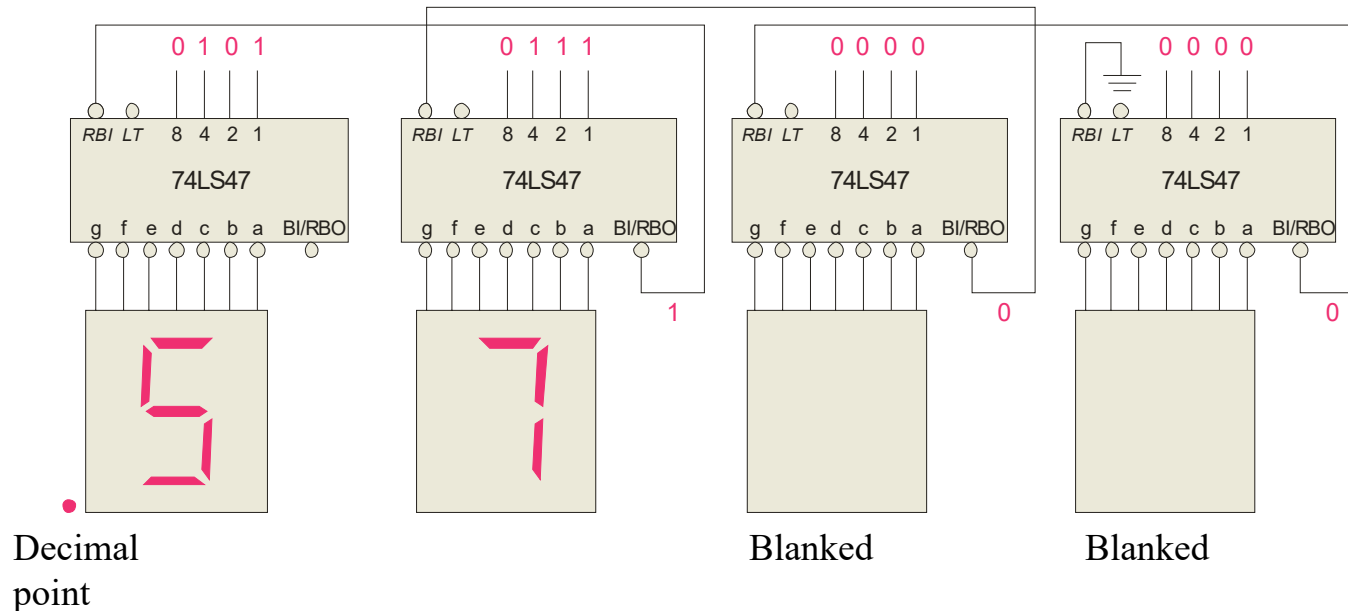 0 1 0 1 0 1 1 1 0 0 0 0 0 0 0 0
RBI LT 8 4 2 1 RBI LT 8 4 2 1 RBI LT 8 4 2 1 RBI LT 8 4 2 1
74LS47 74LS47 74LS47 74LS47
g f e d c b a BI/RBO g f e d c b a BI/RBO g f e d c b a BI/RBO g f e d c b a BI/RBO
1 0 0
5 7
Decimal Blanked Blanked
point